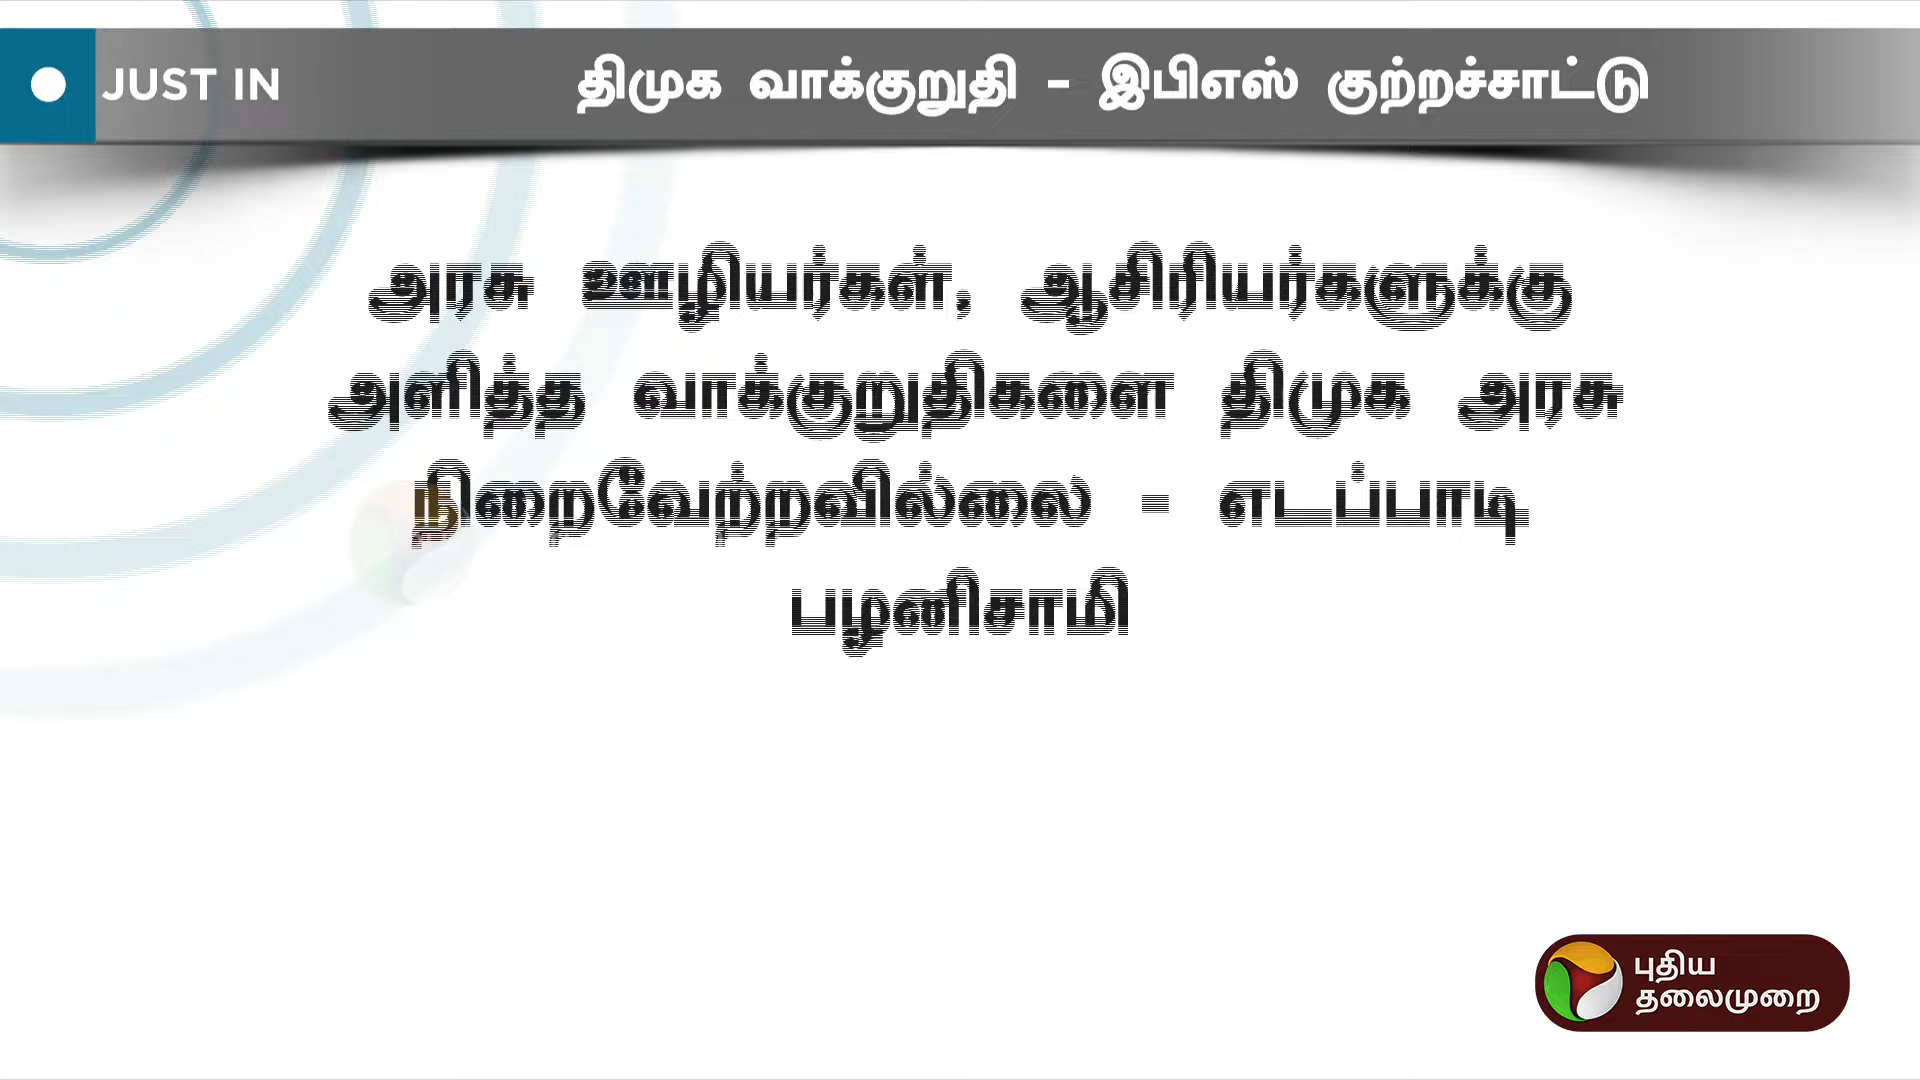 JUST IN
திமுக வாக்குறுதி - இபிஎஸ் குற்றச்சாட்டு
அரசு ஊழியர்கள், ஆசிரியர்களுக்கு
அளித்த வாக்குறுதிகளை திமுக அரசு
நிறைவேற்றவில்லை - எடப்பாடி
பழனிசாமி
புதிய
தலைமுறை